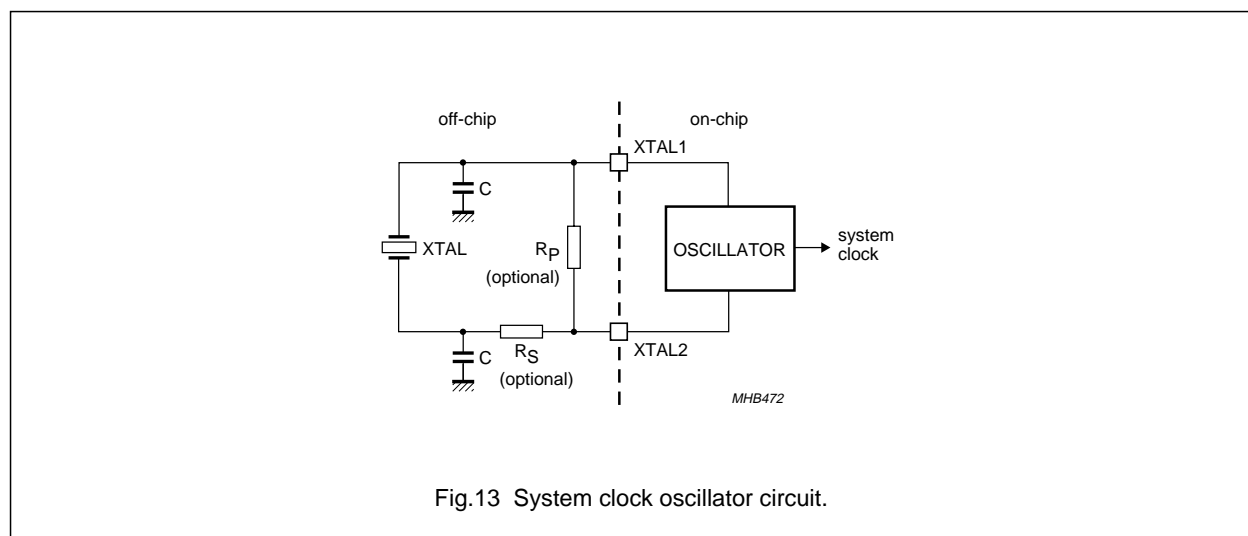 off-chip
on-chip
XTAL1
C
XTAL
RP
(optional)
OSCILLATOR
system
clock
C
RS
(optional)
XTAL2
MHB472
Fig.13 System clock oscillator circuit.